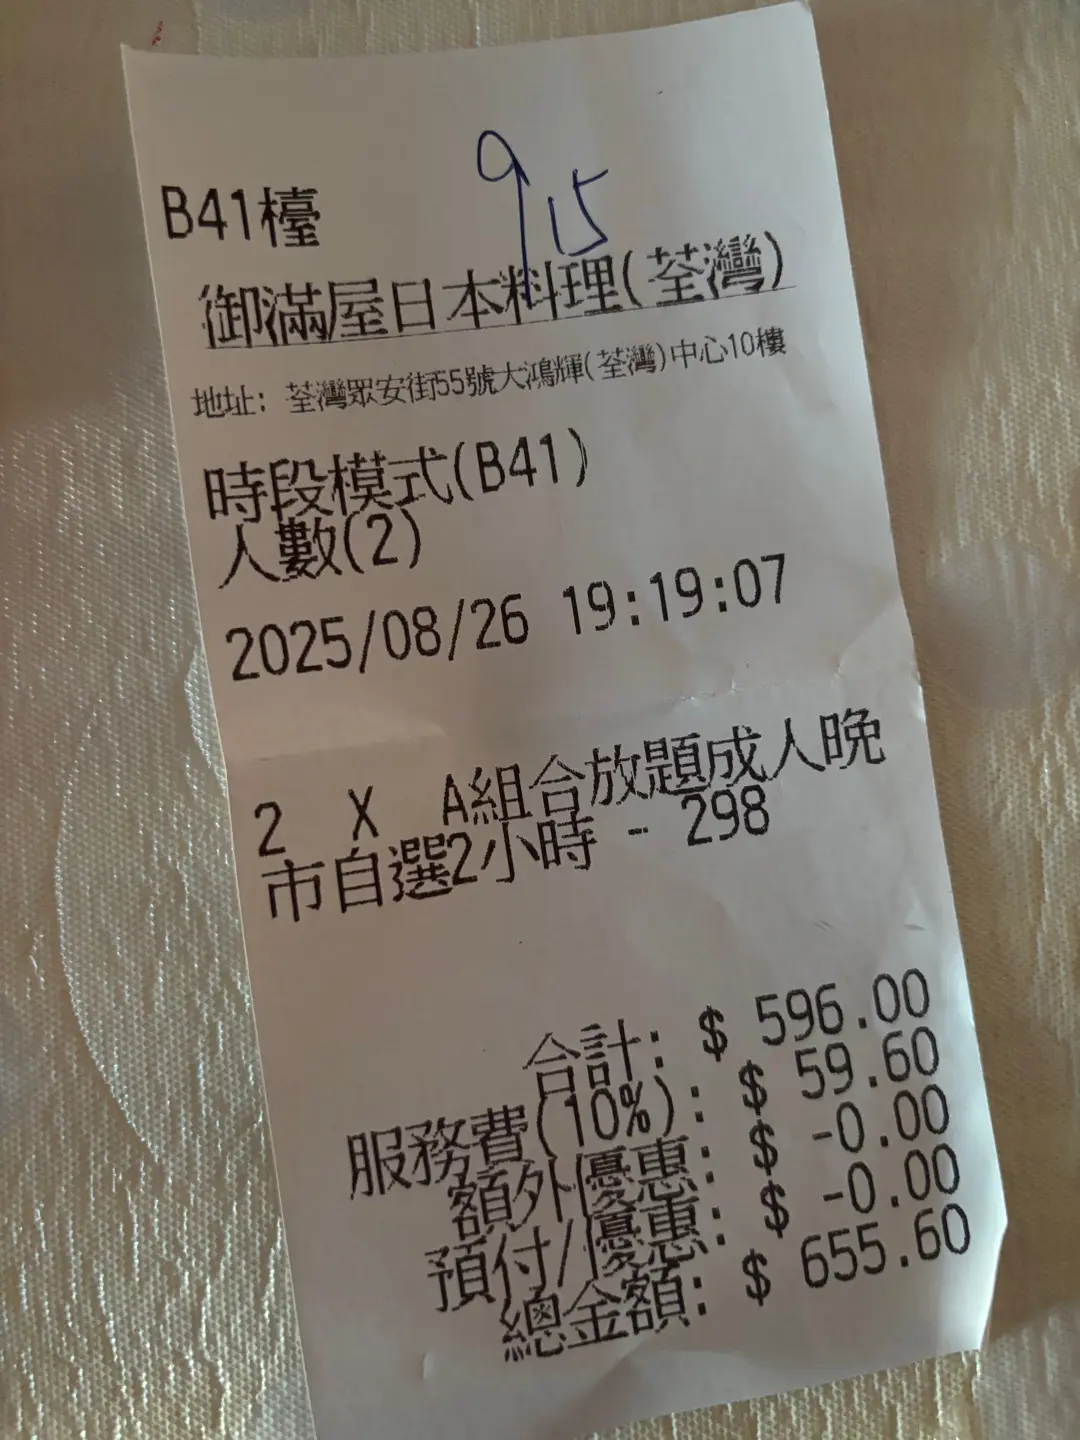 915
B41檯
御滿屋日本料理(荃灣)
地址: 荃灣眾安街55號大鴻輝(荃灣)中心10樓
時段模式(B41)
人數(2)
2025/08/26 19:19:07
2 X A組合放題成人晚
市自選2小時 - 298
合計: $ 596.00
服務費(10%): $ 59.60
額外優惠: $ -0.00
預付/優惠: $ -0.00
總金額: $ 655.60